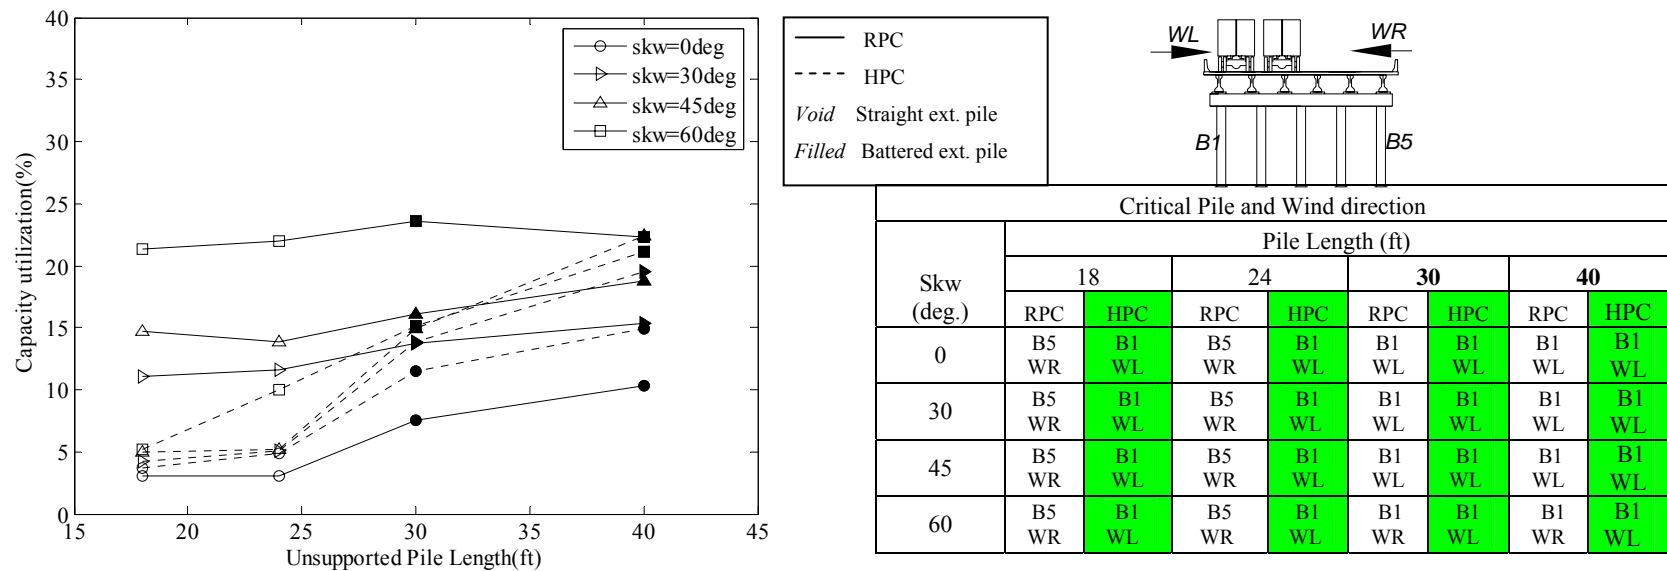 40
35
30
25
20
15
10
5
0
Capacity utilization(%)
15 20 25 30 35 40 45
Unsupported Pile Length(ft)
skw=0deg
skw=30deg
skw=45deg
skw=60deg
RPC
HPC
Void Straight ext. pile
Filled Battered ext. pile
WL WR
B1 B5
Critical Pile and Wind direction
Pile Length (ft)
Skw
(deg.)
18 24 30 40
RPC HPC RPC HPC RPC HPC RPC HPC
0
B5 B1 B5 B1 B1 B1 B1 B1
WR WL WR WL WL WL WL WL
30
B5 B1 B5 B1 B1 B1 B1 B1
WR WL WR WL WL WL WL WL
45
B5 B1 B5 B1 B1 B1 B1 B1
WR WL WR WL WL WL WL WL
60
B5 B1 B5 B1 B1 B1 B1 B1
WR WL WR WL WR WL WR WL